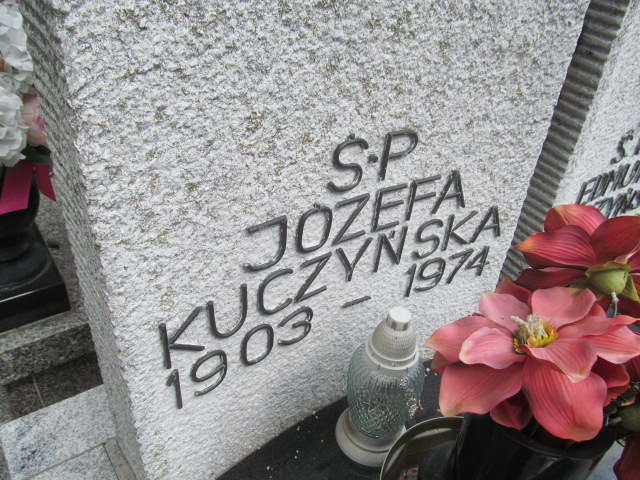 Ś·P
JÓZEFA
KUCZYŃSKA
1903 - 1974